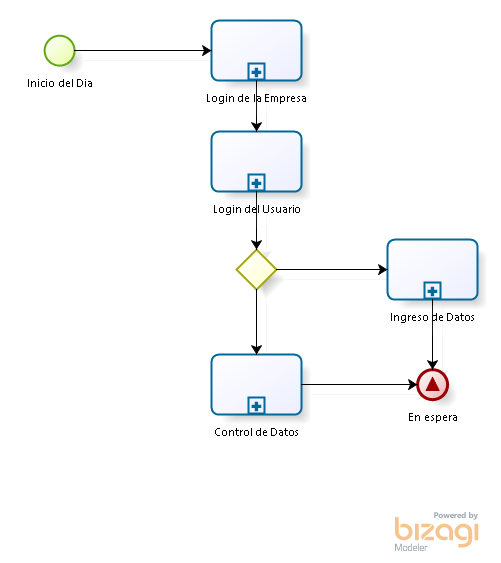 Inicio del Dia
Login de la Empresa
Login del Usuario
Ingreso de Datos
Control de Datos
En espera
Powered by
bizagi
Modeler